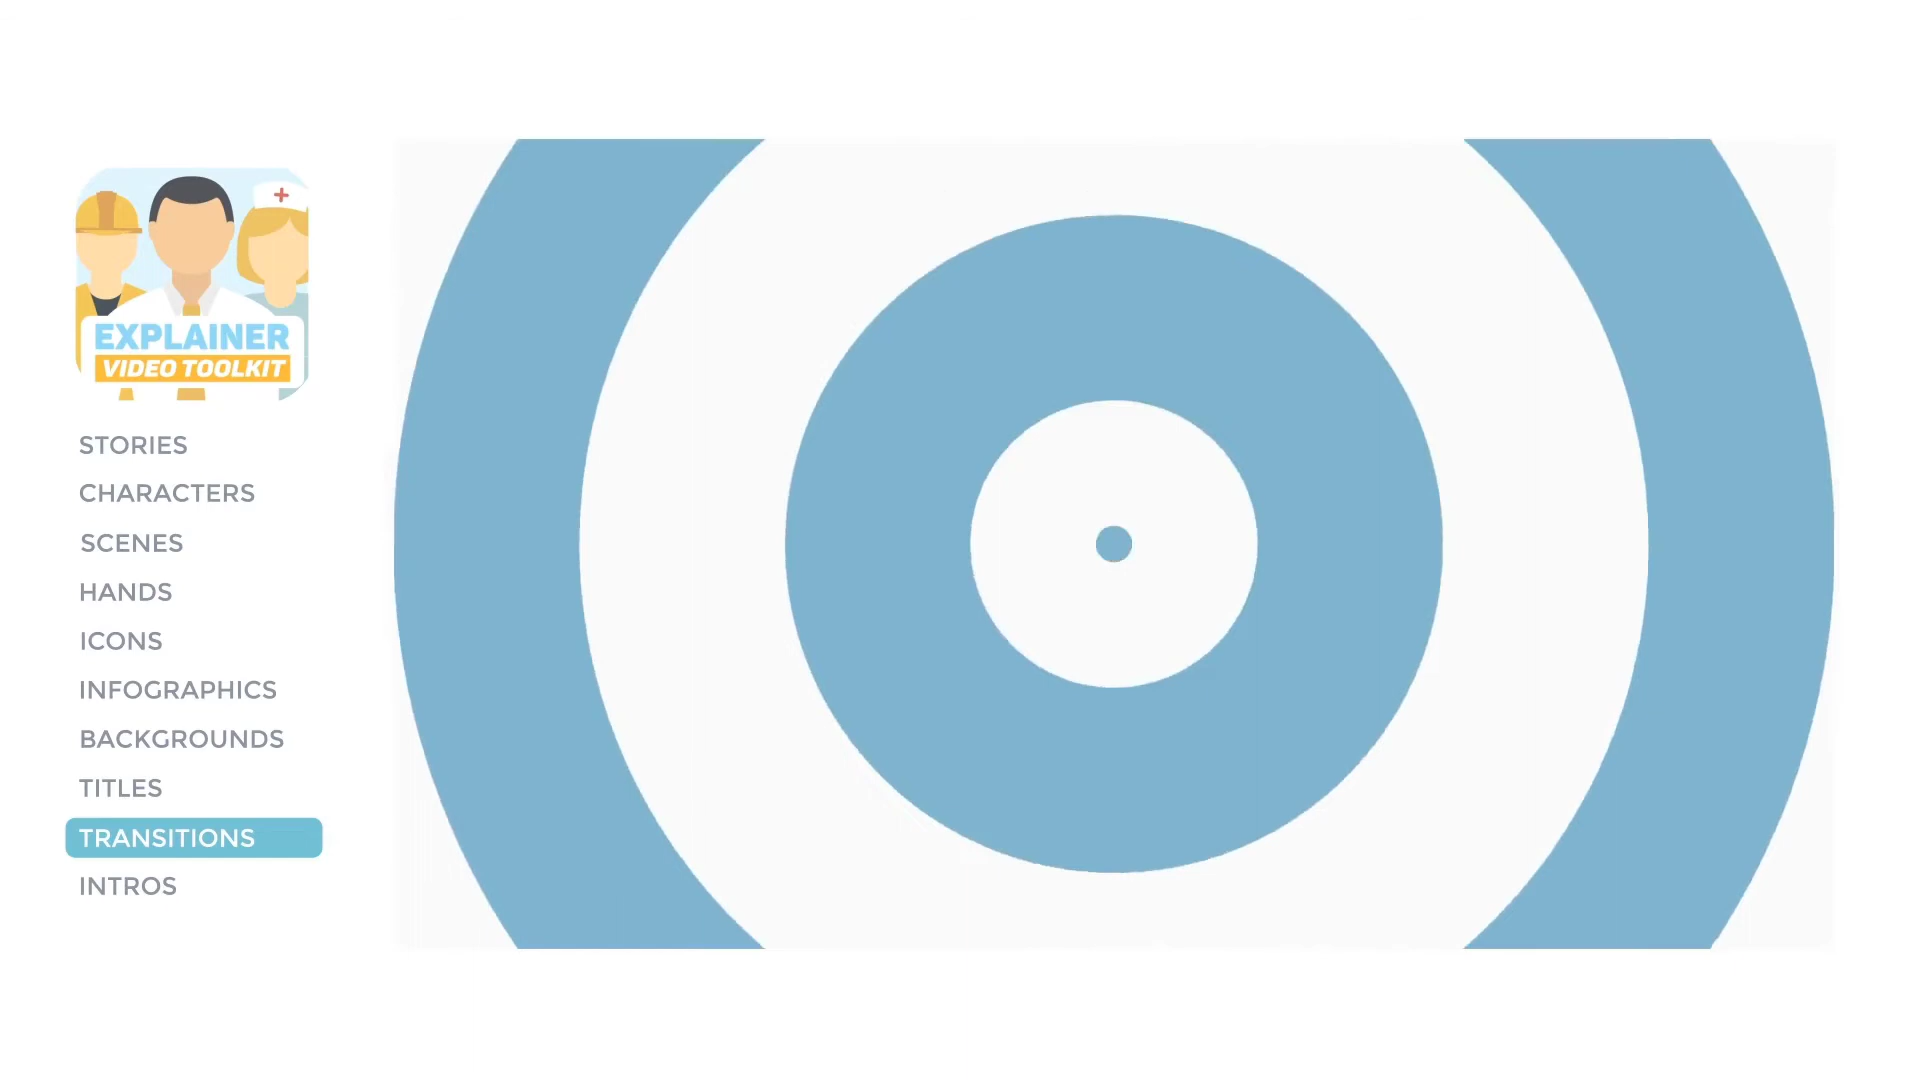 EXPLAINER
VIDEO TOOLKIT
STORIES
CHARACTERS
SCENES
HANDS
ICONS
INFOGRAPHICS
BACKGROUNDS
TITLES
TRANSITIONS
INTROS